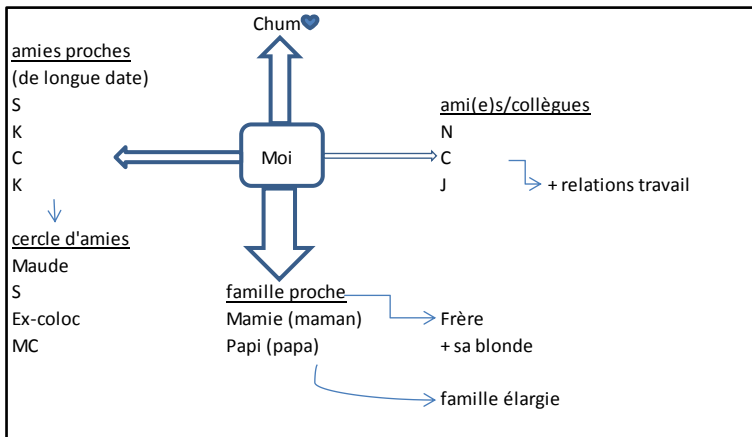 Chum
amies proches
(de longue date)
S
K
C
K
cercle d'amies
Maude
S
Ex-coloc
MC
Moi
ami(e)s/collègues
N
C
J
+ relations travail
famille proche
Mamie (maman)
Papi (papa)
Frère
+ sa blonde
famille élargie